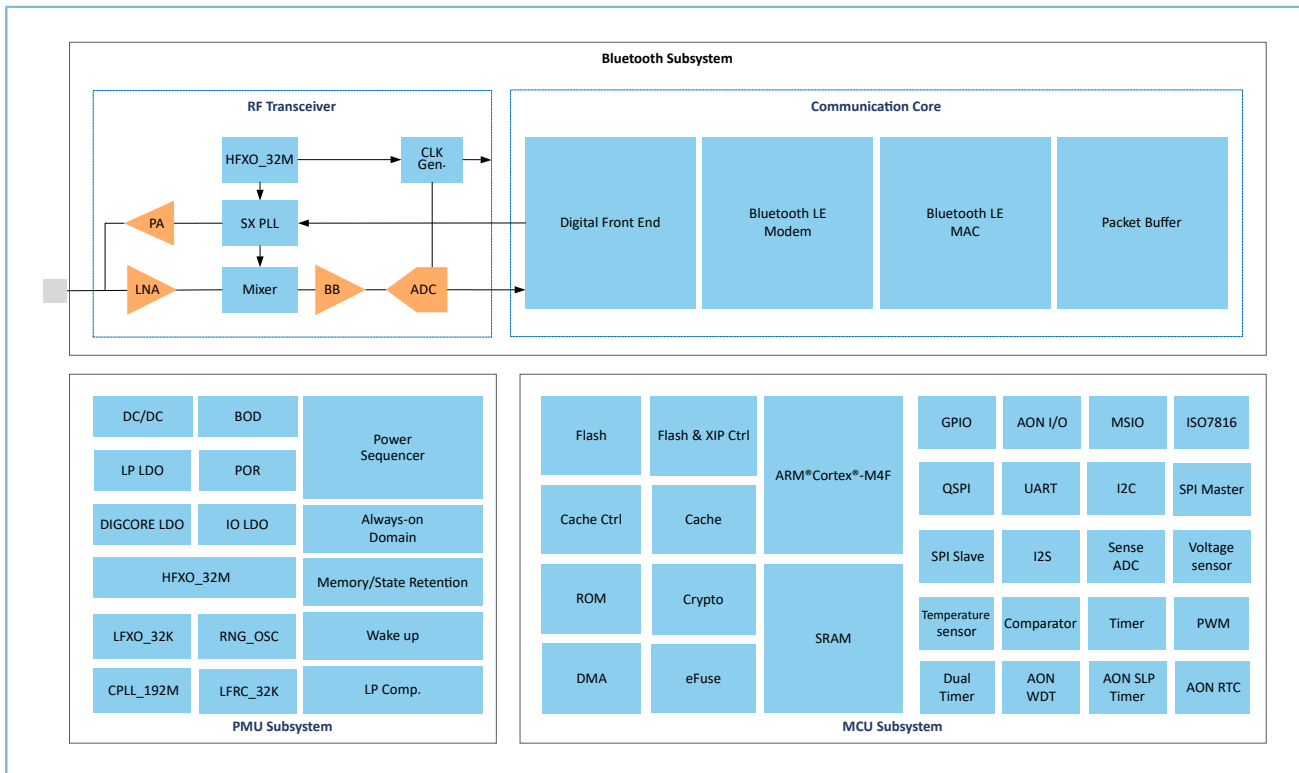 Bluetooth Subsystem
RF Transceiver
HFXO_32M
CLK
Gen.
PA
SX PLL
LNA
Mixer
BB
ADC
Communication Core
Digital Front End
Bluetooth LE
Modem
Bluetooth LE
MAC
Packet Buffer
DC/DC
BOD
Power
Sequencer
LP LDO
POR
DIGCORE LDO
IO LDO
Always-on
Domain
HFXO_32M
Memory/State Retention
LFXO_32K
RNG_OSC
Wake up
CPLL_192M
LFRC_32K
LP Comp.
PMU Subsystem
Flash
Flash & XIP Ctrl
ARM®Cortex®-M4F
Cache Ctrl
Cache
ROM
Crypto
SRAM
DMA
eFuse
GPIO
AON I/O
MSIO
ISO7816
QSPI
UART
I2C
SPI Master
SPI Slave
I2S
Sense
ADC
Voltage
sensor
Temperature
sensor
Comparator
Timer
PWM
Dual
Timer
AON
WDT
AON SLP
Timer
AON RTC
MCU Subsystem